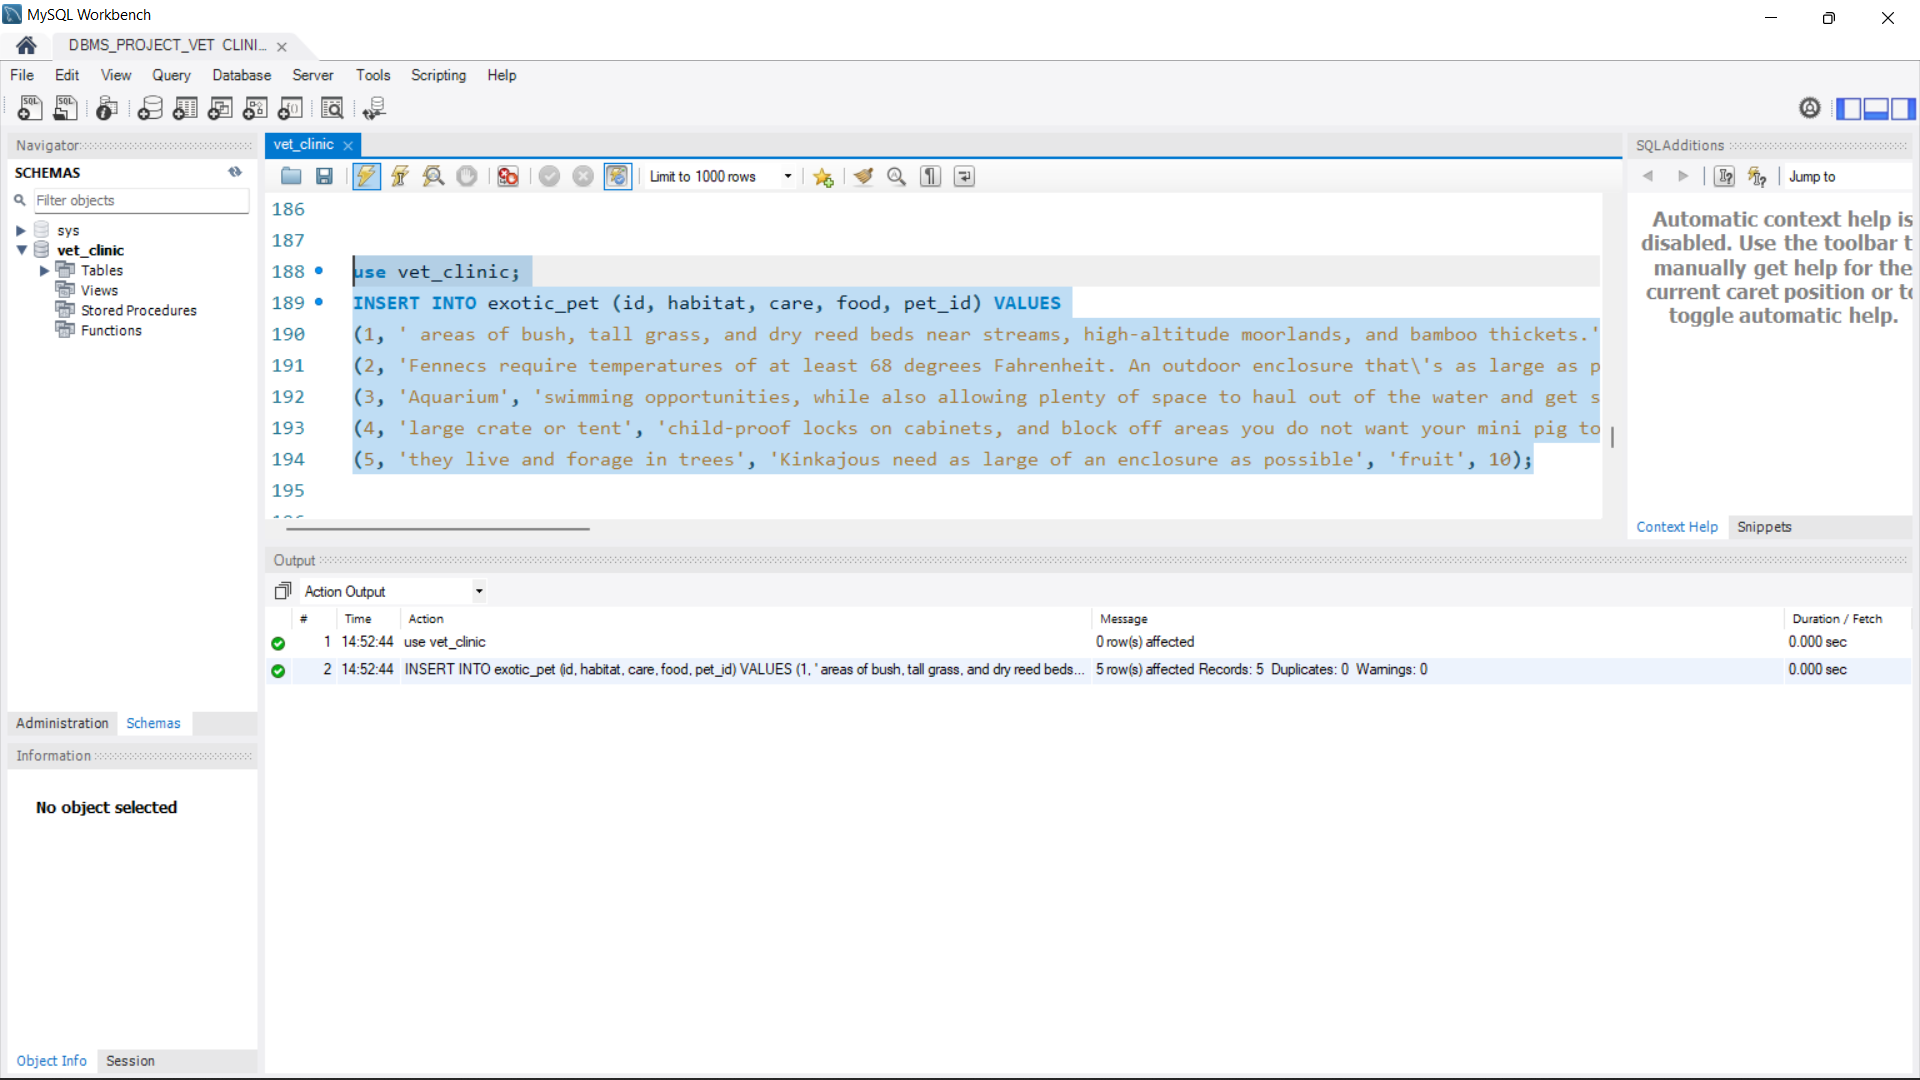 MySQL Workbench
DBMS_PROJECT_VET CLINI...
File Edit View Query Database Server Tools Scripting Help
Navigator
SCHEMAS
Filter objects
sys
vet_clinic
Tables
Views
Stored Procedures
Functions
Administration Schemas
Information
No object selected
Object Info Session
vet_clinic
Limit to 1000 rows
186
187
188 use vet_clinic;
189 INSERT INTO exotic_pet (id, habitat, care, food, pet_id) VALUES
190 (1, ' areas of bush, tall grass, and dry reed beds near streams, high-altitude moorlands, and bamboo thickets.'
191 (2, 'Fennecs require temperatures of at least 68 degrees Fahrenheit. An outdoor enclosure that\'s as large as p
192 (3, 'Aquarium', 'swimming opportunities, while also allowing plenty of space to haul out of the water and get s
193 (4, 'large crate or tent', 'child-proof locks on cabinets, and block off areas you do not want your mini pig to
194 (5, 'they live and forage in trees', 'Kinkajous need as large of an enclosure as possible', 'fruit', 10);
195
SQLAdditions
Jump to
Automatic context help is
disabled. Use the toolbar t
manually get help for the
current caret position or to
toggle automatic help.
Context Help Snippets
Output
Action Output
# Time Action Message Duration / Fetch
1 14:52:44 use vet_clinic 0 row(s) affected 0.000 sec
2 14:52:44 INSERT INTO exotic_pet (id, habitat, care, food, pet_id) VALUES (1, ' areas of bush, tall grass, and dry reed beds... 5 row(s) affected Records: 5 Duplicates: 0 Warnings: 0 0.000 sec